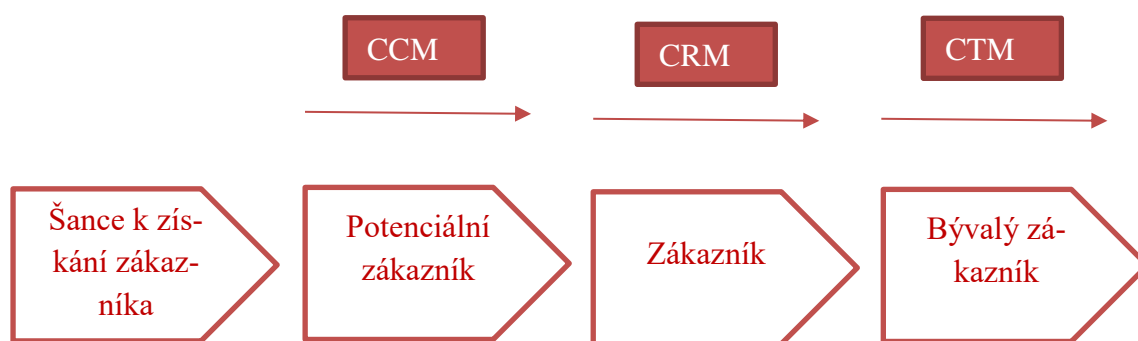 CCM
CRM
CTM
Šance k zís-
kání zákaz-
níka
Potenciální
zákazník
Zákazník
Bývalý zá-
kazník